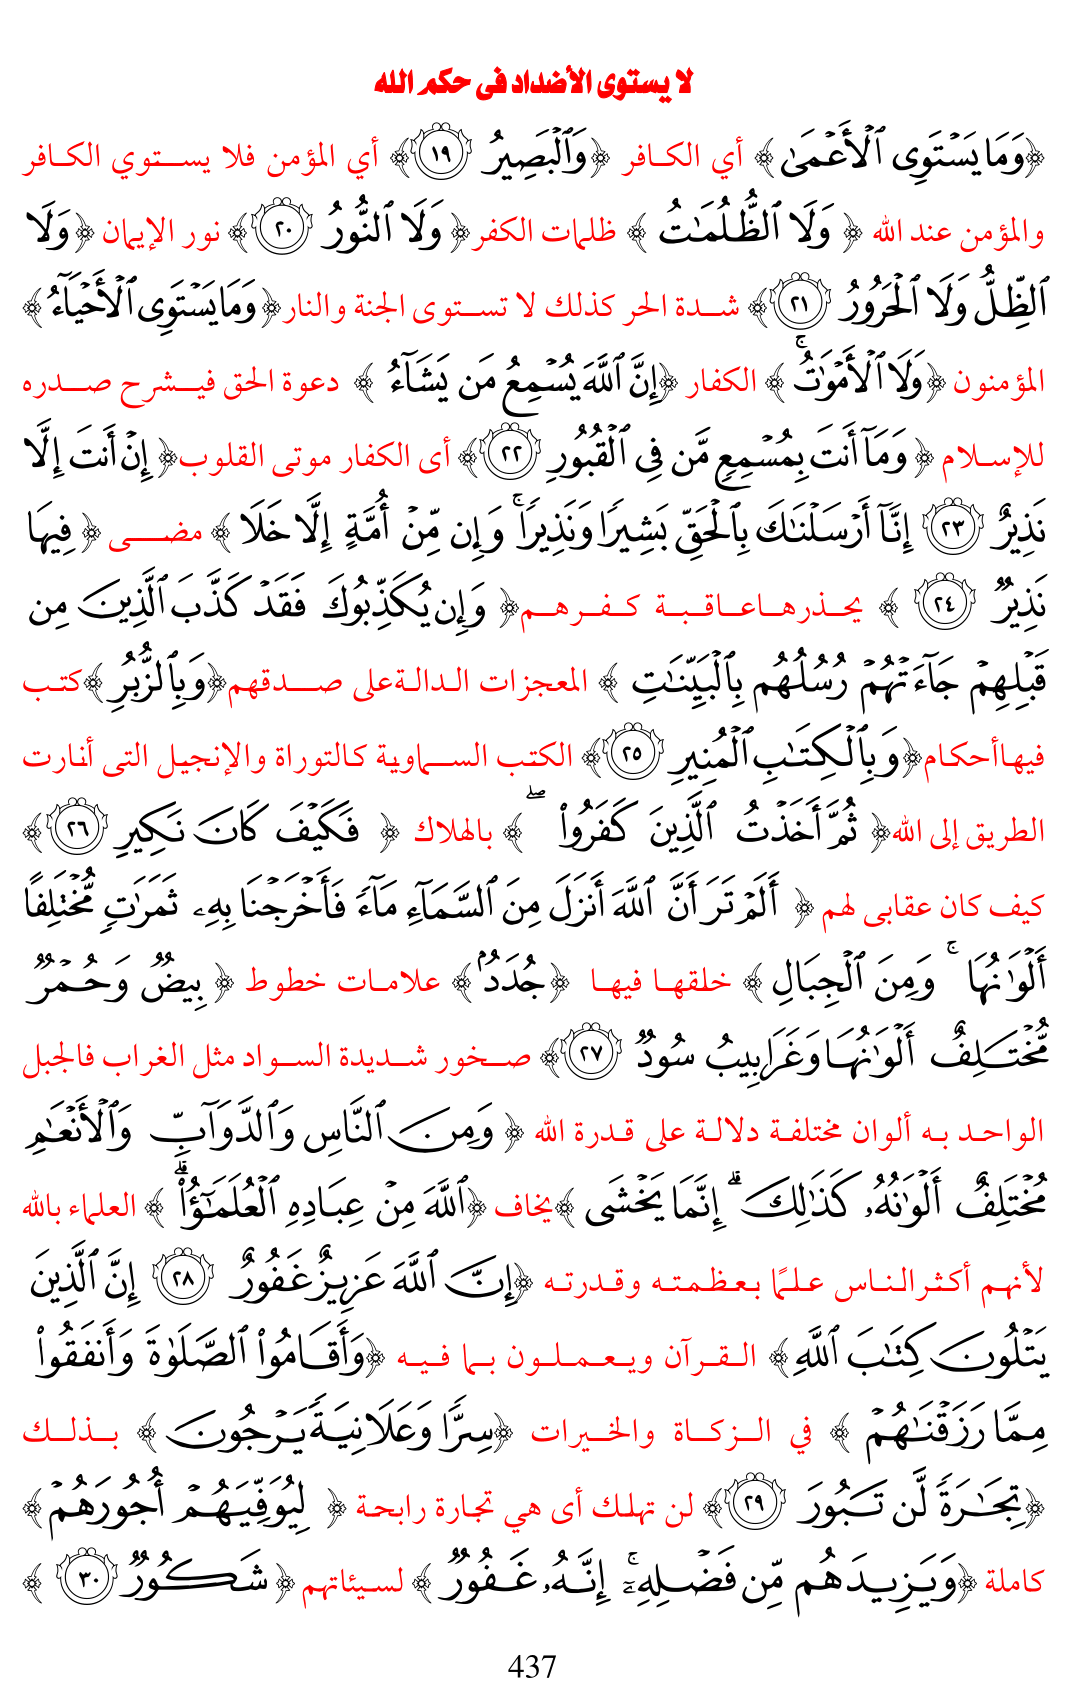 لا يستوى الأضداد فى حكم الله
﴿وَمَا يَسْتَوِى ٱلْأَعْمَىٰ ﴾ أي الكـافر ﴿وَٱلْبَصِيرُ ١٩﴾ أي المؤمن فلا يستوي الكافر
والمؤمن عند الله ﴿ وَلَا ٱلظُّلُمَـٰتُ ﴾ ظلمات الكفر﴿ وَلَا ٱلنُّورُ ٢٠﴾ نور الإيمان ﴿وَلَا
ٱلظِّلُّ وَلَا ٱلْحَرُورُ ٢١﴾ شدة الحر كذلك لا تستوى الجنة والنار﴿وَمَا يَسْتَوِى ٱلْأَحْيَآءُ﴾
المؤمنون ﴿وَلَا ٱلْأَمْوَٰتُ ۚ ﴾ الكفار ﴿إِنَّ ٱللَّهَ يُسْمِعُ مَن يَشَآءُ ﴾ دعوة الحق فيشرح صدره
للإسلام ﴿ وَمَآ أَنتَ بِمُسْمِعٍ مَّن فِى ٱلْقُبُورِ ٢٢﴾ أى الكفار موتى القلوب﴿ إِنْ أَنتَ إِلَّا
نَذِيرٌ ٢٣ إِنَّآ أَرْسَلْنَـٰكَ بِٱلْحَقِّ بَشِيرًا وَنَذِيرًا ۚ وَإِن مِّنْ أُمَّةٍ إِلَّا خَلَا ﴾ مضى ﴿ فِيهَا
نَذِيرٌ ٢٤ ﴾ يحذرهاعاقبة كفرهم﴿ وَإِن يُكَذِّبُوكَ فَقَدْ كَذَّبَ ٱلَّذِينَ مِن
قَبْلِهِمْ جَآءَتْهُمْ رُسُلُهُم بِٱلْبَيِّنَـٰتِ ﴾ المعجزات الدالةعلى صدقهم﴿وَبِٱلزُّبُرِ ﴾كتب
فيهاأحكام﴿وَبِٱلْكِتَـٰبِ ٱلْمُنِيرِ ٢٥﴾ الكتب السماوية كالتوراة والإنجيل التى أنارت
الطريق إلى الله﴿ ثُمَّ أَخَذْتُ ٱلَّذِينَ كَفَرُوا۟ ۖ ﴾ بالهلاك ﴿ فَكَيْفَ كَانَ نَكِيرِ ٢٦﴾
كيف كان عقابى لهم ﴿ أَلَمْ تَرَ أَنَّ ٱللَّهَ أَنزَلَ مِنَ ٱلسَّمَآءِ مَآءً فَأَخْرَجْنَا بِهِۦ ثَمَرَٰتٍ مُّخْتَلِفًا
أَلْوَٰنُهَا ۚ وَمِنَ ٱلْجِبَالِ ﴾ خلقها فيها ﴿جُدَدٌۢ ﴾ علامات خطوط ﴿ بِيضٌ وَحُمْرٌ
مُّخْتَلِفٌ أَلْوَٰنُهَا وَغَرَابِيبُ سُودٌ ٢٧﴾ صخور شديدة السواد مثل الغراب فالجبل
الواحد به ألوان مختلفة دلالة على قدرة الله ﴿ وَمِنَ ٱلنَّاسِ وَٱلدَّوَآبِّ وَٱلْأَنْعَـٰمِ
مُخْتَلِفٌ أَلْوَٰنُهُۥ كَذَٰلِكَ ۗ إِنَّمَا يَخْشَى ﴾يخاف ﴿ٱللَّهَ مِنْ عِبَادِهِ ٱلْعُلَمَـٰٓؤُا۟ ۗ ﴾ العلماء بالله
لأنهم أكثرالناس علمًا بعظمته وقدرته ﴿إِنَّ ٱللَّهَ عَزِيزٌ غَفُورٌ ٢٨ إِنَّ ٱلَّذِينَ
يَتْلُونَ كِتَـٰبَ ٱللَّهِ ﴾ القرآن ويعملون بما فيه ﴿وَأَقَامُوا۟ ٱلصَّلَوٰةَ وَأَنفَقُوا۟
مِمَّا رَزَقْنَـٰهُمْ ﴾ في الزكاة والخيرات ﴿سِرًّا وَعَلَانِيَةً يَرْجُونَ ﴾ بذلك
﴿تِجَـٰرَةً لَّن تَبُورَ ٢٩﴾ لن تهلك أى هي تجارة رابحة ﴿ لِيُوَفِّيَهُمْ أُجُورَهُمْ ﴾
كاملة ﴿وَيَزِيدَهُم مِّن فَضْلِهِۦٓ ۚ إِنَّهُۥ غَفُورٌ ﴾ لسيئاتهم ﴿ شَكُورٌ ٣٠ ﴾
437